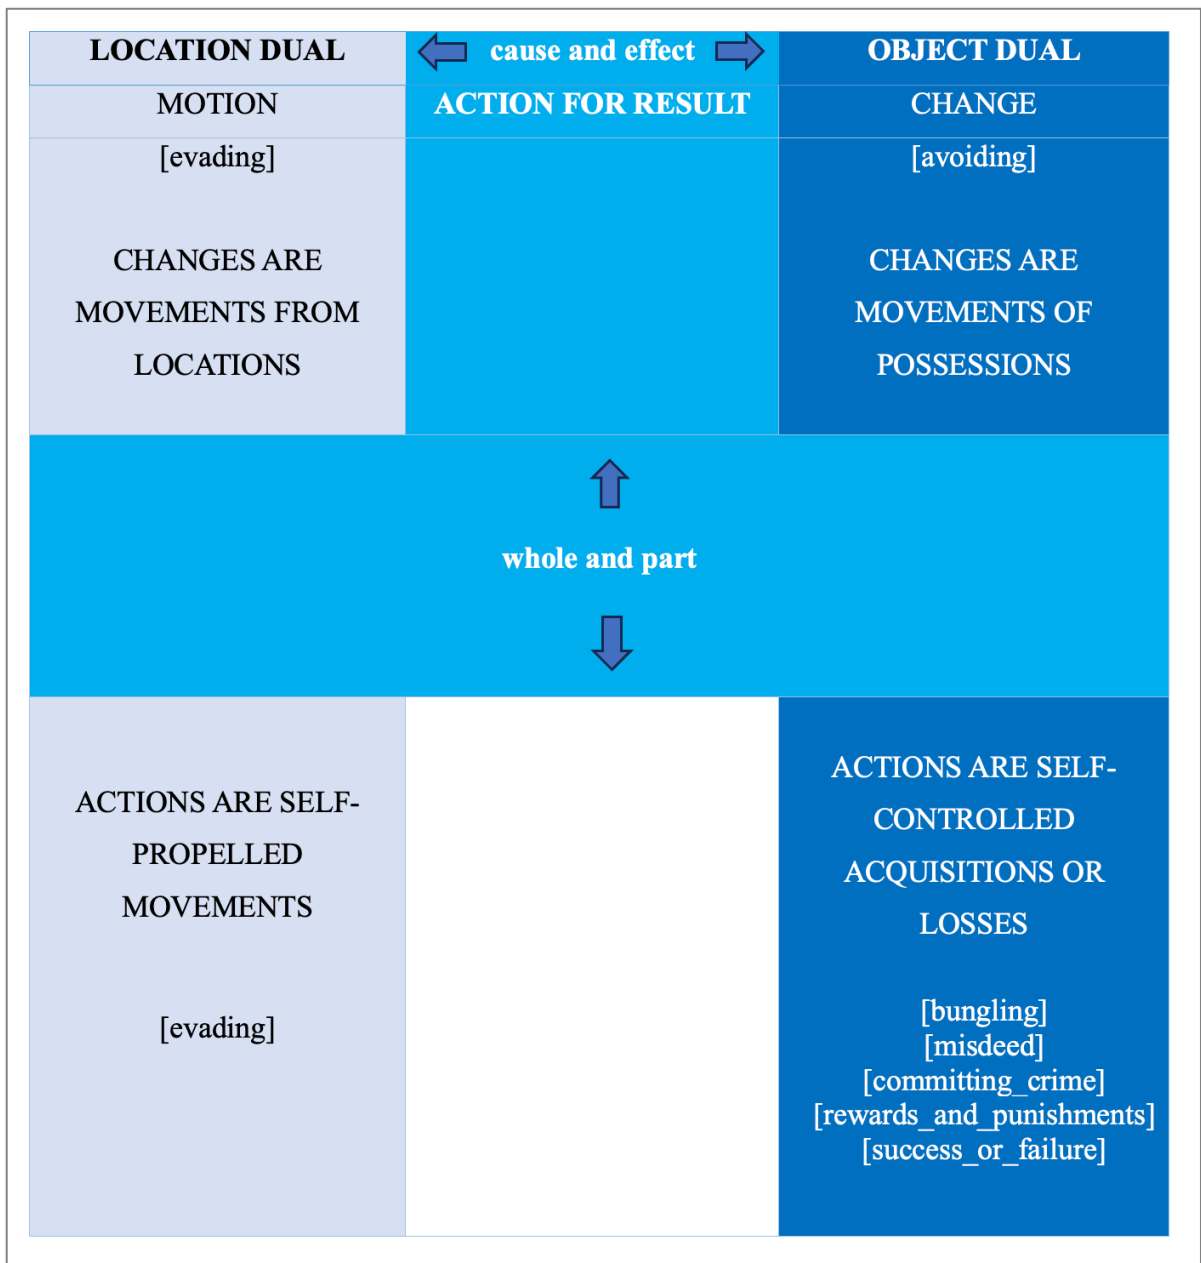 LOCATION DUAL
cause and effect
OBJECT DUAL
MOTION
ACTION FOR RESULT
CHANGE
[evading]
[avoiding]
CHANGES ARE
MOVEMENTS FROM
LOCATIONS
CHANGES ARE
MOVEMENTS OF
POSSESSIONS
whole and part
ACTIONS ARE SELF-
PROPELLED
MOVEMENTS
[evading]
ACTIONS ARE SELF-
CONTROLLED
ACQUISITIONS OR
LOSSES
[bungling]
[misdeed]
[committing_crime]
[rewards_and_punishments]
[success_or_failure]